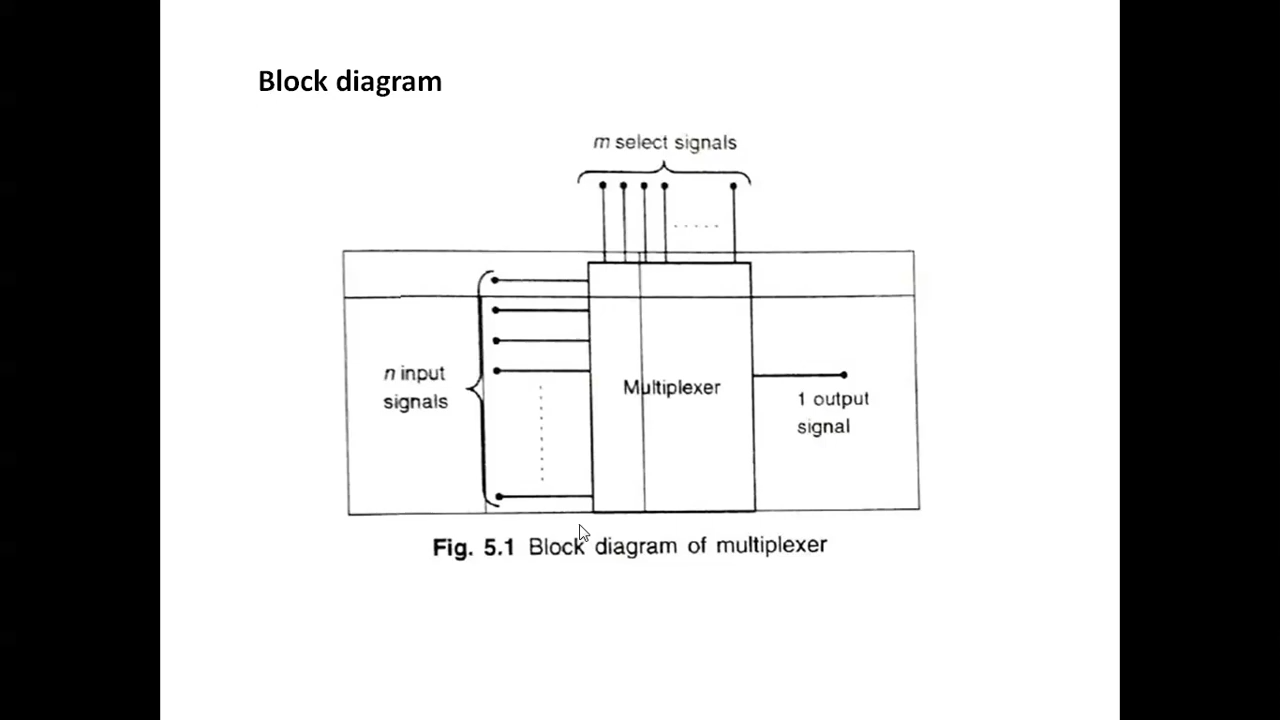 Block diagram
m select signals
n input
signals
Multiplexer
1 output
signal
Fig. 5.1 Block diagram of multiplexer